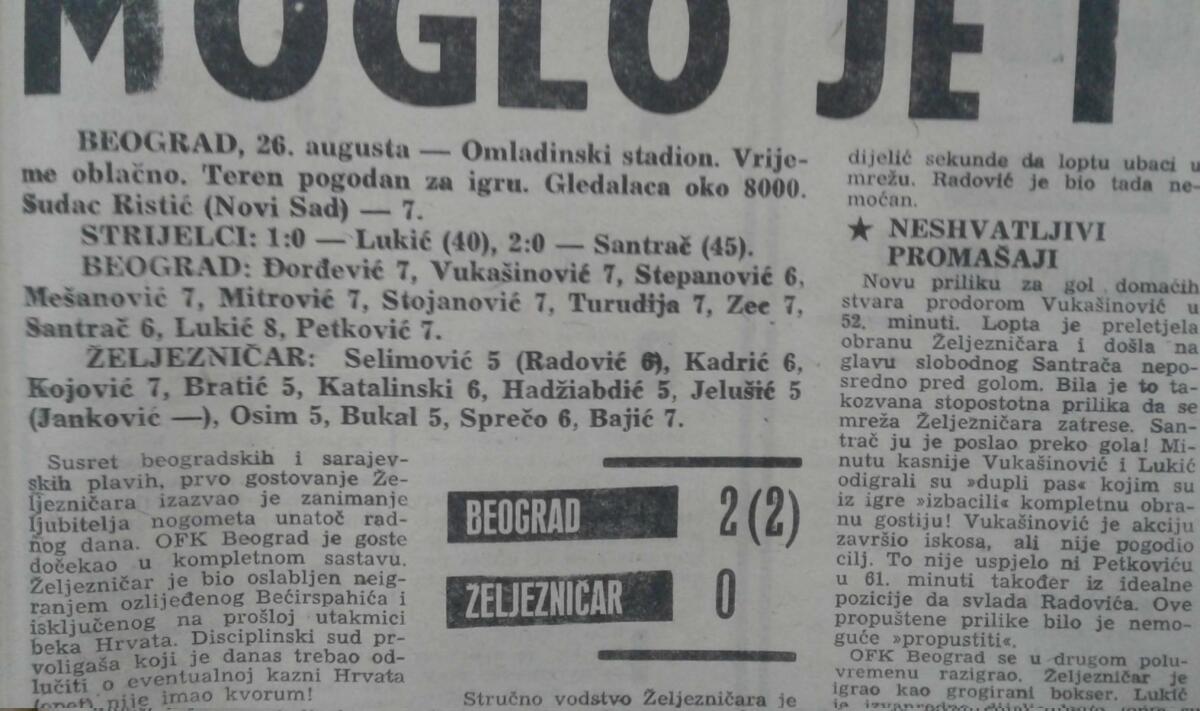 MOGLO JE I
BEOGRAD, 26. augusta — Omladinski stadion. Vrije-
me oblačno. Teren pogodan za igru. Gledalaca oko 8000.
Sudac Ristić (Novi Sad) — 7.
STRIJELCI: 1:0 — Lukić (40), 2:0 — Santrač (45).
BEOGRAD: Đorđević 7, Vukašinović 7, Stepanović 6,
Mešanović 7, Mitrović 7, Stojanović 7, Turudija 7, Zec 7,
Santrač 6, Lukić 8, Petković 7.
ŽELJEZNIČAR: Selimović 5 (Radović 6), Kadrić 6,
Kojović 7, Bratić 5, Katalinski 6, Hadžiabdić 5, Jelušić 5
(Janković —), Osim 5, Bukal 5, Sprečo 6, Bajić 7.
Susret beogradskih i sarajev-
skih plavih, prvo gostovanje Že-
ljezničara izazvao je zanimanje
ljubitelja nogometa unatoč rad-
nog dana. OFK Beograd je goste
dočekao u kompletnom sastavu.
Željezničar je bio oslabljen neig-
ranjem ozlijeđenog Bećirspahića i
isključenog na prošloj utakmici
beka Hrvata. Disciplinski sud pr-
voligaša koji je danas trebao od-
lučiti o eventualnoj kazni Hrvata
(opet) nije imao kvorum!
BEOGRAD 2 (2)
ŽELJEZNIČAR 0
Stručno vodstvo Željezničara je
dijelić sekunde da loptu ubaci u
mrežu. Radović je bio tada ne-
moćan.
★ NESHVATLJIVI
PROMAŠAJI
Novu priliku za gol domaćih
stvara prodorom Vukašinović u
52. minuti. Lopta je preletjela
obranu Željezničara i došla na
glavu slobodnog Santrača nepo-
sredno pred golom. Bila je to ta-
kozvana stopostotna prilika da se
mreža Željezničara zatrese. San-
trač ju je poslao preko gola! Mi-
nutu kasnije Vukašinović i Lukić
odigrali su »dupli pas« kojim su
iz igre »izbacili« kompletnu obra-
nu gostiju! Vukašinović je akciju
završio iskosa, ali nije pogodio
cilj. To nije uspjelo ni Petkoviću
u 61. minuti također iz idealne
pozicije da svlada Radovića. Ove
propuštene prilike bilo je nemo-
guće »propustiti«.
OFK Beograd se u drugom polu-
vremenu razigrao. Željezničar je
igrao kao grogirani bokser. Lukić